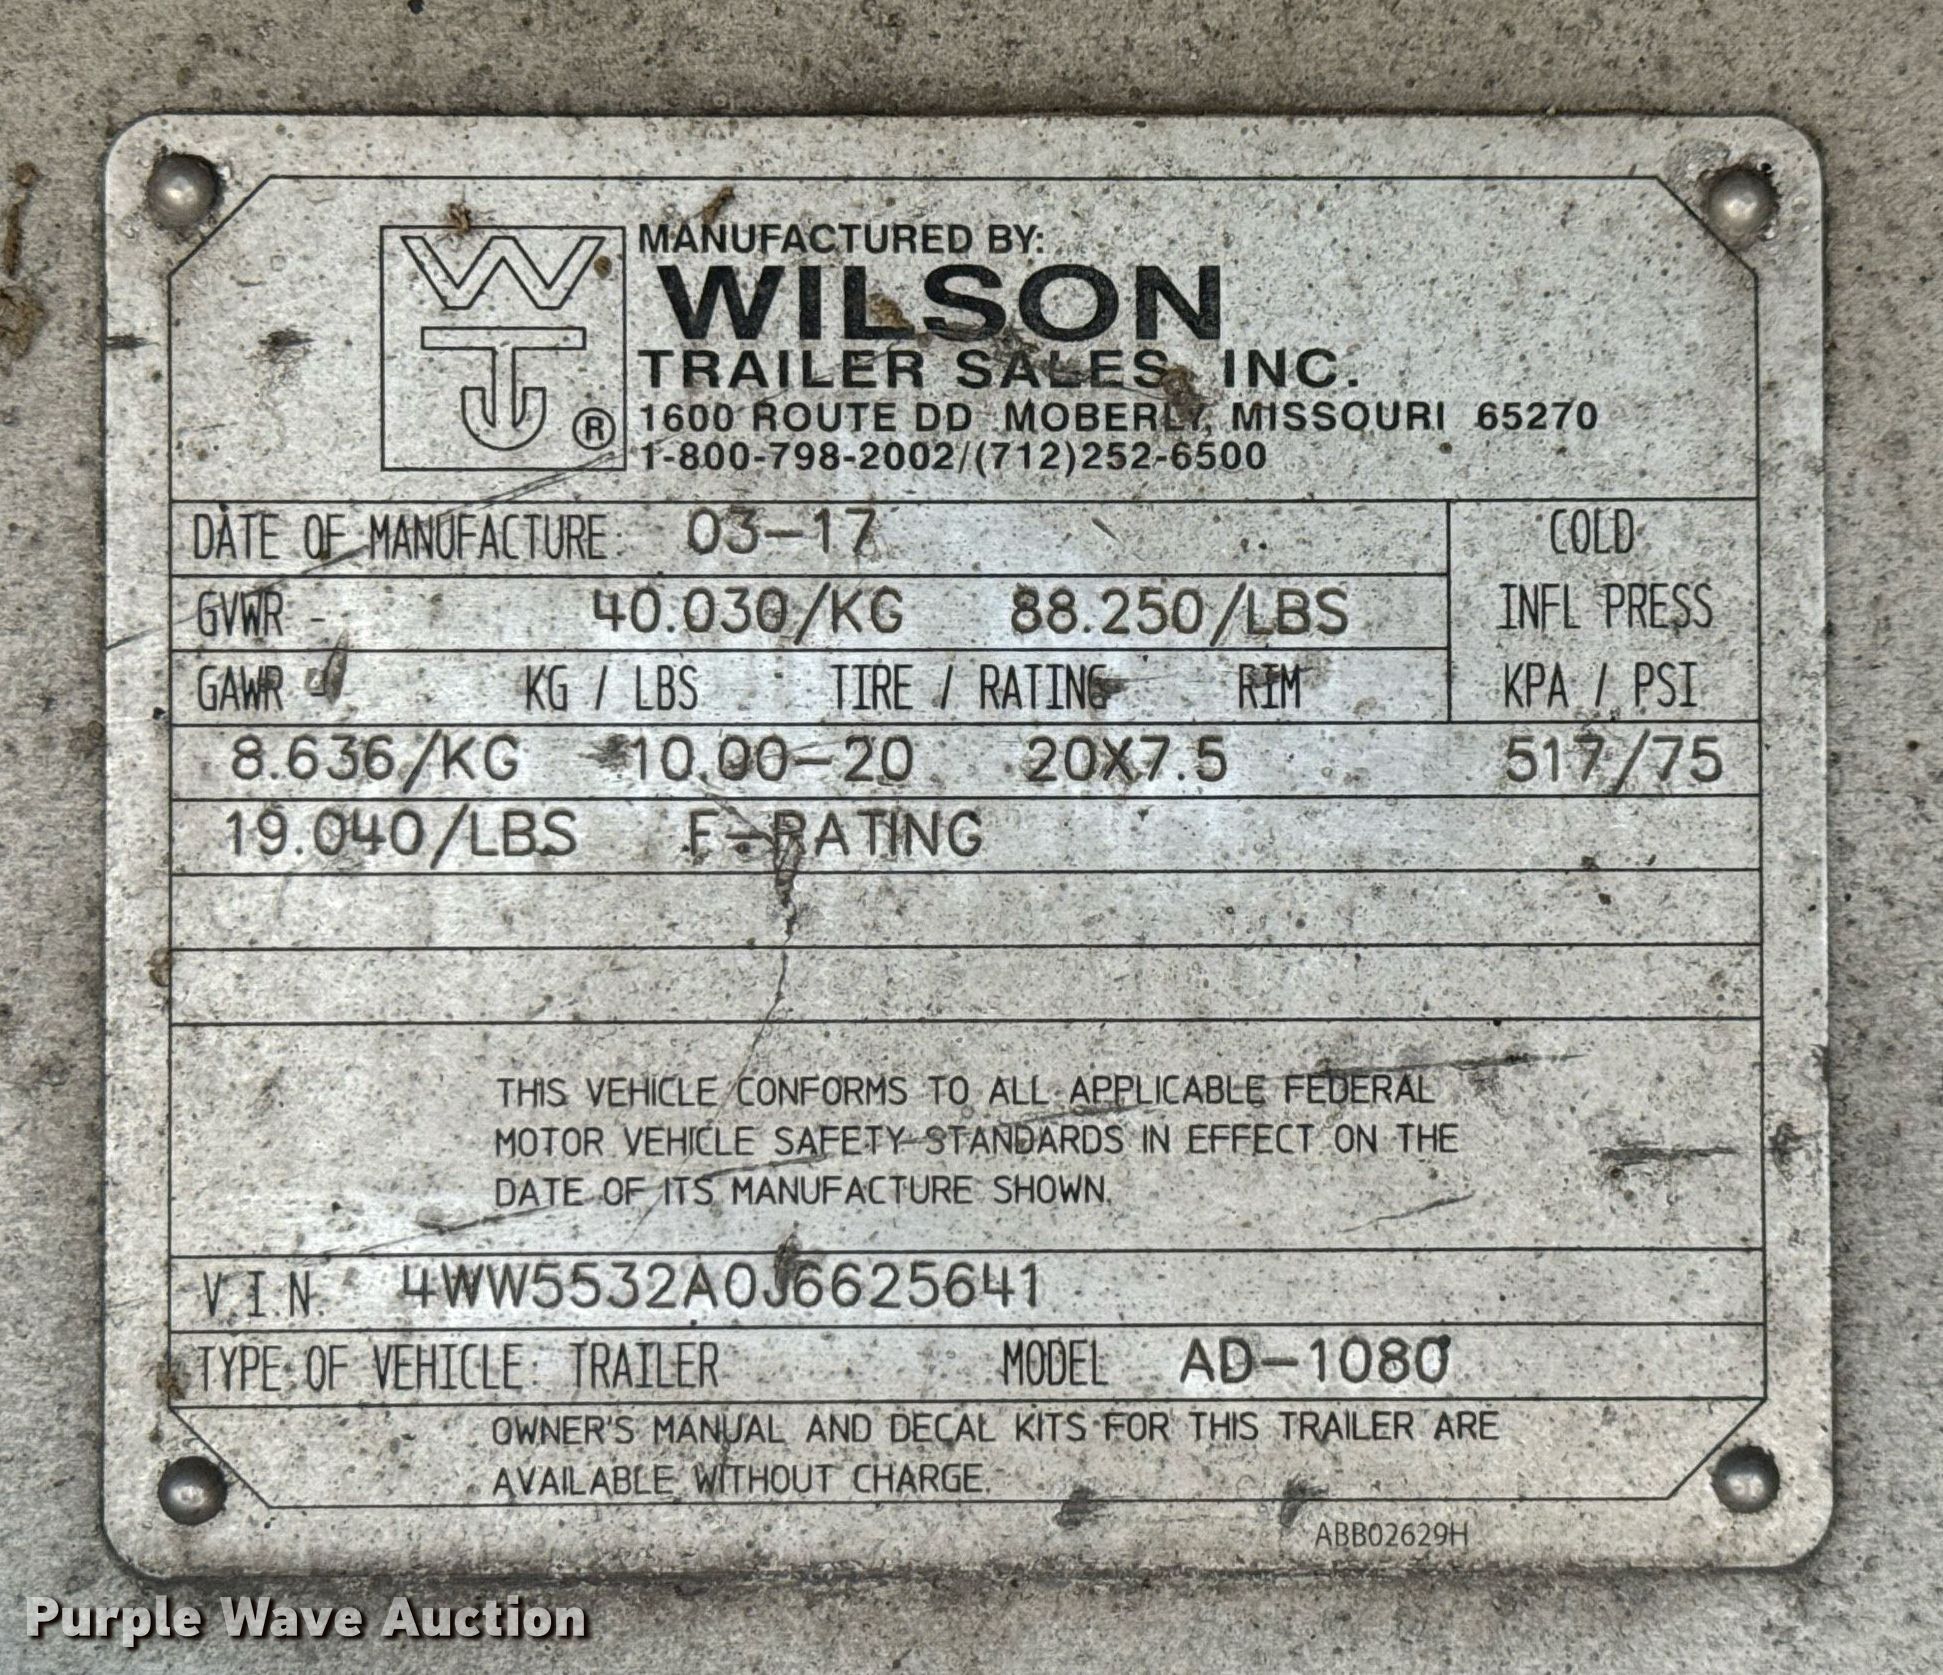 WTJ ®
MANUFACTURED BY:
WILSON
TRAILER SALES, INC.
1600 ROUTE DD MOBERLY, MISSOURI 65270
1-800-798-2002/(712)252-6500
DATE OF MANUFACTURE: 03-17
COLD
GVWR - 40.030/KG 88.250/LBS
INFL PRESS
GAWR - KG / LBS TIRE / RATING RIM
KPA / PSI
8.636/KG 10.00-20 20X7.5 517/75
19.040/LBS F-RATING
THIS VEHICLE CONFORMS TO ALL APPLICABLE FEDERAL
MOTOR VEHICLE SAFETY STANDARDS IN EFFECT ON THE
DATE OF ITS MANUFACTURE SHOWN.
V.I.N. 4WW5532A0J6625641
TYPE OF VEHICLE: TRAILER MODEL AD-1080
OWNER'S MANUAL AND DECAL KITS FOR THIS TRAILER ARE
AVAILABLE WITHOUT CHARGE.
ABB02629H
Purple Wave Auction